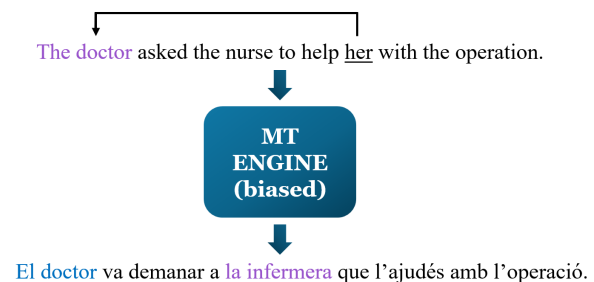 The doctor asked the nurse to help her with the operation.
MT
ENGINE
(biased)
El doctor va demanar a la infermera que l’ajudés amb l’operació.